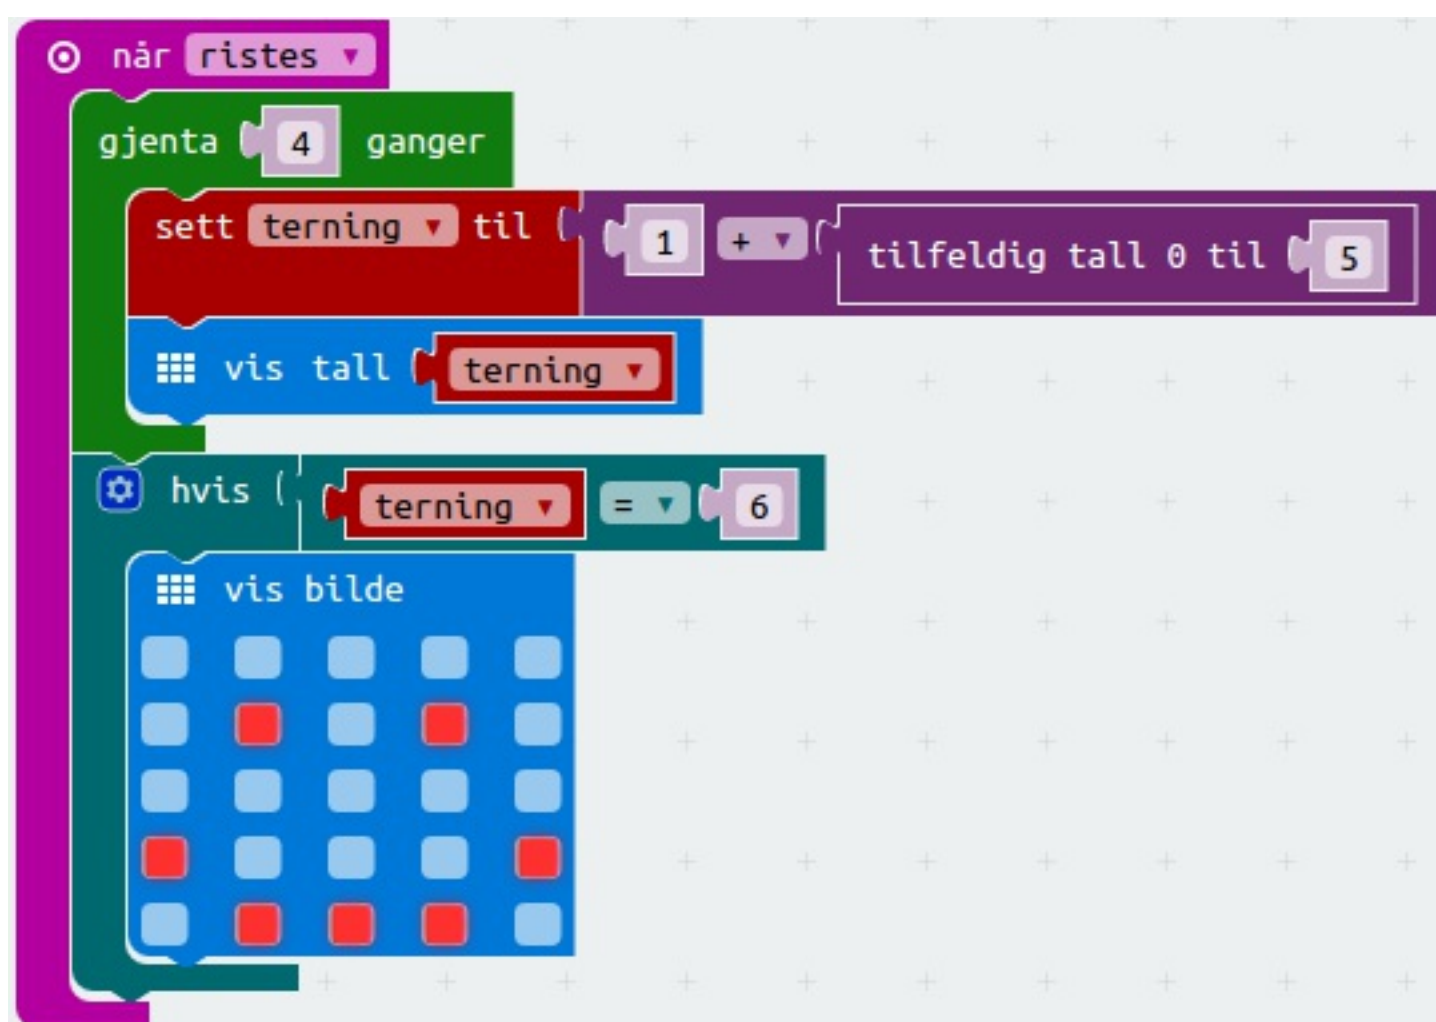 når ristes
gjenta 4 ganger
sett terning til 1 + tilfeldig tall 0 til 5
vis tall terning
hvis terning = 6
vis bilde